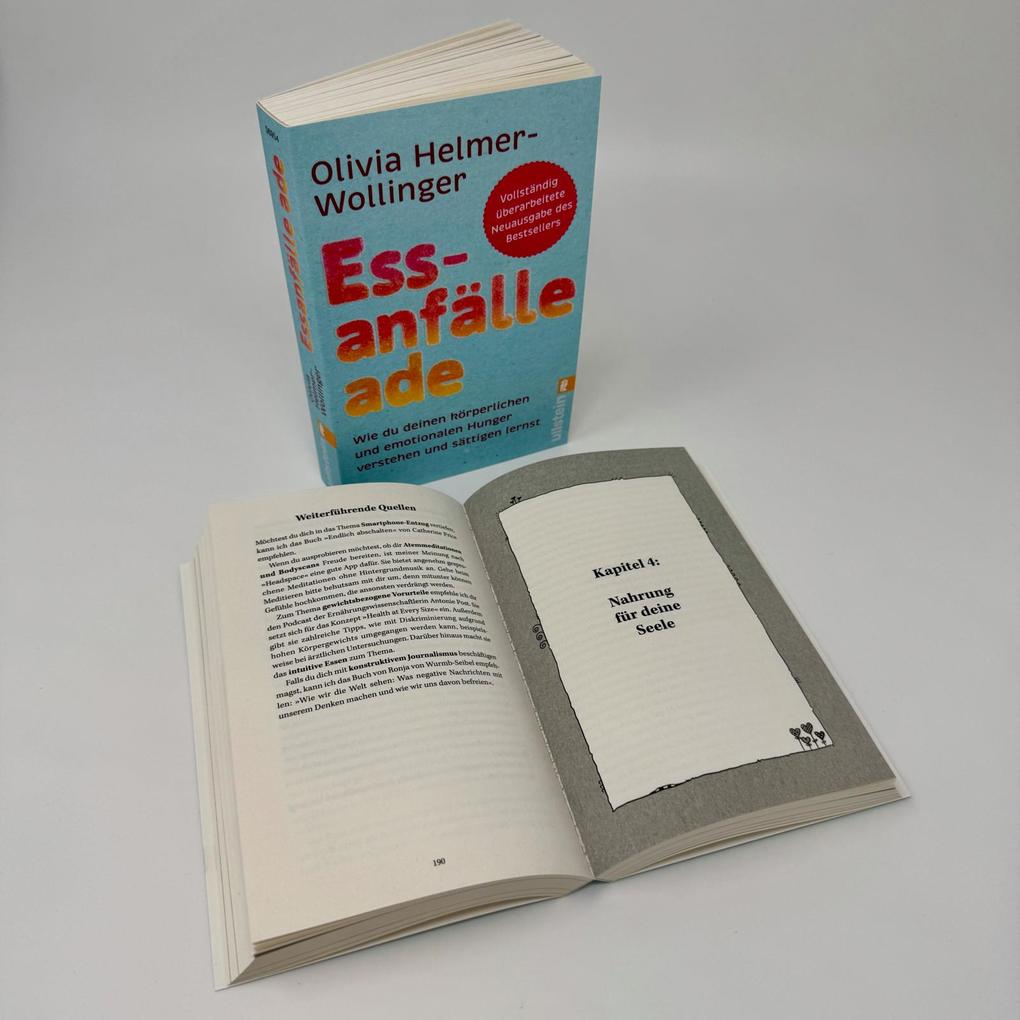 Olivia Helmer-
Wollinger
Vollständig
überarbeitete
Neuausgabe des
Bestsellers
Ess-
anfälle
ade
Wie du deinen körperlichen
und emotionalen Hunger
verstehen und sättigen lernst
ullstein
Essanfälle ade
Olivia
Helmer-
Wollinger
Weiterführende Quellen
Möchtest du dich in das Thema Smartphone-Entzug vertiefen,
kann ich das Buch »Endlich abschalten« von Catherine Price
empfehlen.
Wenn du ausprobieren möchtest, ob dir Atemmeditationen
und Bodyscans Freude bereiten, ist meiner Meinung nach
»Headspace« eine gute App dafür. Sie bietet angenehm gespro-
chene Meditationen ohne Hintergrundmusik an. Gehe beim
Meditieren bitte behutsam mit dir um, denn mitunter können
Gefühle hochkommen, die ansonsten verdrängt werden.
Zum Thema gewichtsbezogene Vorurteile empfehle ich dir
den Podcast der Ernährungswissenschaftlerin Antonie Post. Sie
setzt sich für das Konzept »Health at Every Size« ein. Außerdem
gibt sie zahlreiche Tipps, wie mit Diskriminierung aufgrund
hohen Körpergewichts umgegangen werden kann, beispiels-
weise bei ärztlichen Untersuchungen. Darüber hinaus macht sie
das intuitive Essen zum Thema.
Falls du dich mit konstruktivem Journalismus beschäftigen
magst, kann ich das Buch von Ronja von Wurmb-Seibel empfeh-
len: »Wie wir die Welt sehen: Was negative Nachrichten mit
unserem Denken machen und wie wir uns davon befreien«.
190
Kapitel 4:
Nahrung
für deine
Seele